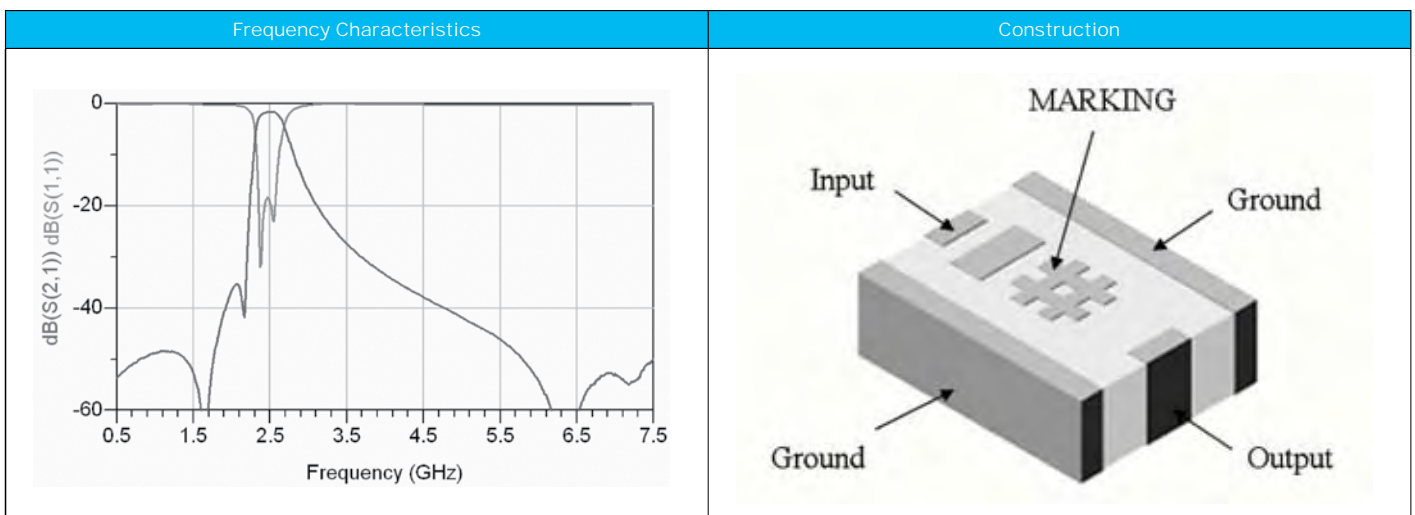 Frequency Characteristics
Construction
dB(S(2,1)) dB(S(1,1))
0
-20
-40
-60
0.5 1.5 2.5 3.5 4.5 5.5 6.5 7.5
Frequency (GHz)
MARKING
Input
Ground
Ground
Output